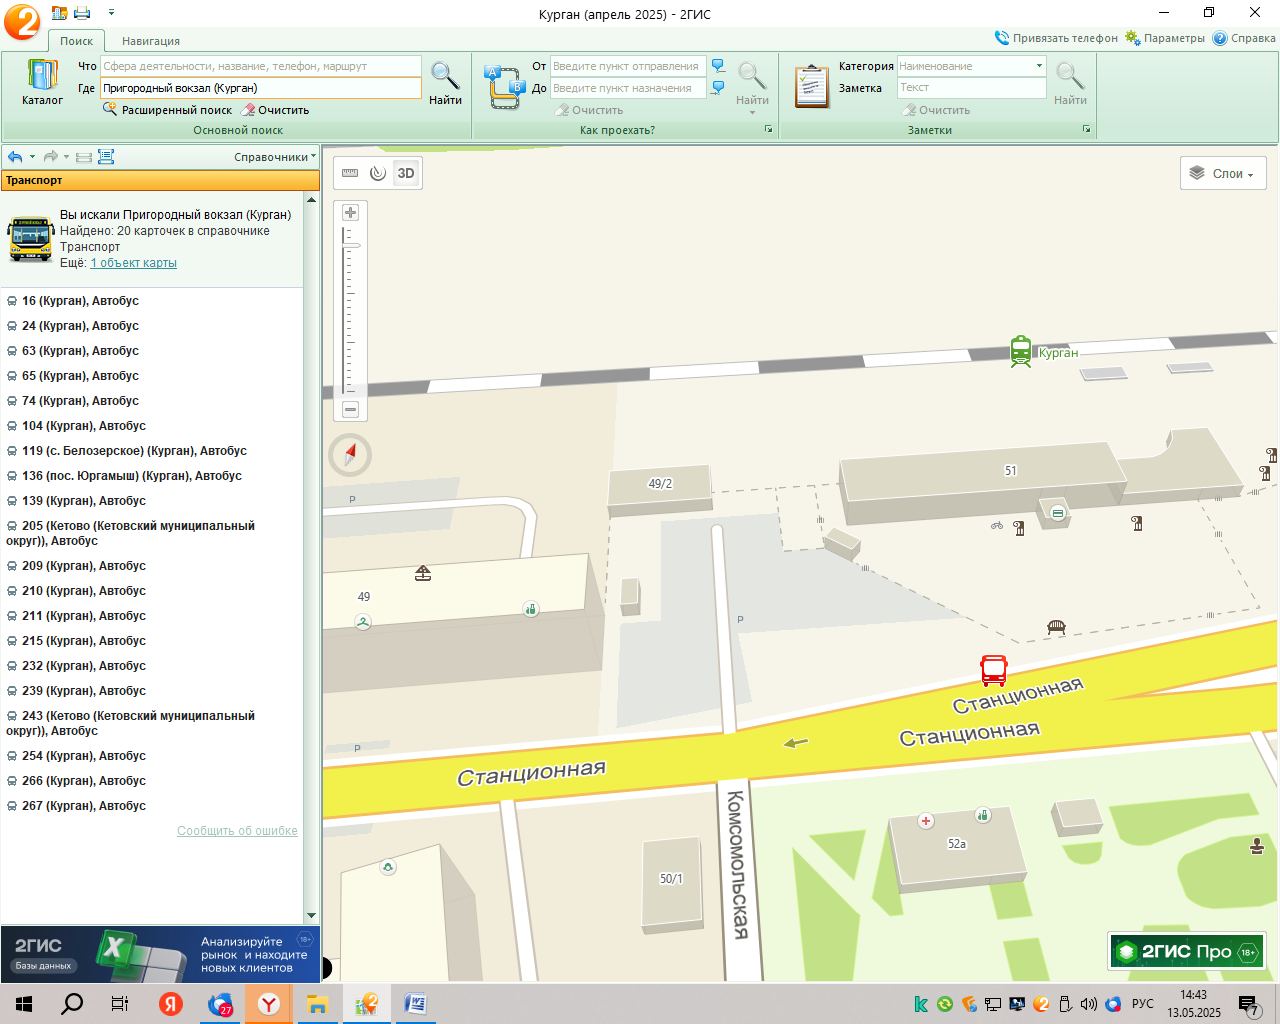 Курган (апрель 2025) - 2ГИС
Поиск
Навигация
Привязать телефон
Параметры
Справка
Каталог
Что
Сфера деятельности, название, телефон, маршрут
Где
Пригородный вокзал (Курган)
Расширенный поиск
Очистить
Найти
Основной поиск
От
Введите пункт отправления
До
Введите пункт назначения
Очистить
Найти
Как проехать?
Категория
Наименование
Заметка
Текст
Очистить
Найти
Заметки
Справочники
Транспорт
Вы искали Пригородный вокзал (Курган)
Найдено: 20 карточек в справочнике
Транспорт
Ещё: 1 объект карты
16 (Курган), Автобус
24 (Курган), Автобус
63 (Курган), Автобус
65 (Курган), Автобус
74 (Курган), Автобус
104 (Курган), Автобус
119 (с. Белозерское) (Курган), Автобус
136 (пос. Юргамыш) (Курган), Автобус
139 (Курган), Автобус
205 (Кетово (Кетовский муниципальный
округ)), Автобус
209 (Курган), Автобус
210 (Курган), Автобус
211 (Курган), Автобус
215 (Курган), Автобус
232 (Курган), Автобус
239 (Курган), Автобус
243 (Кетово (Кетовский муниципальный
округ)), Автобус
254 (Курган), Автобус
266 (Курган), Автобус
267 (Курган), Автобус
Сообщить об ошибке
2ГИС
Базы данных
Анализируйте
рынок и находите
новых клиентов
18+
3D
Слои
Курган
51
49/2
P
49
P
P
Станционная
Станционная
Станционная
Комсомольская
52а
50/1
2ГИС Про 18+
27
РУС
14:43
13.05.2025
7